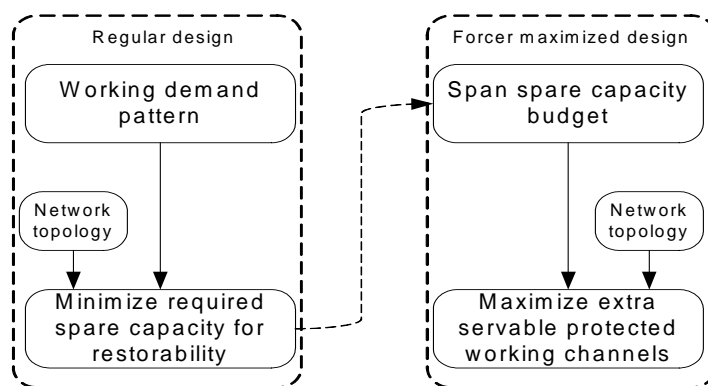 Regular design
Working demand
pattern
Network
topology
Minimize required
spare capacity for
restorability
Forcer maximized design
Span spare capacity
budget
Network
topology
Maximize extra
servable protected
working channels